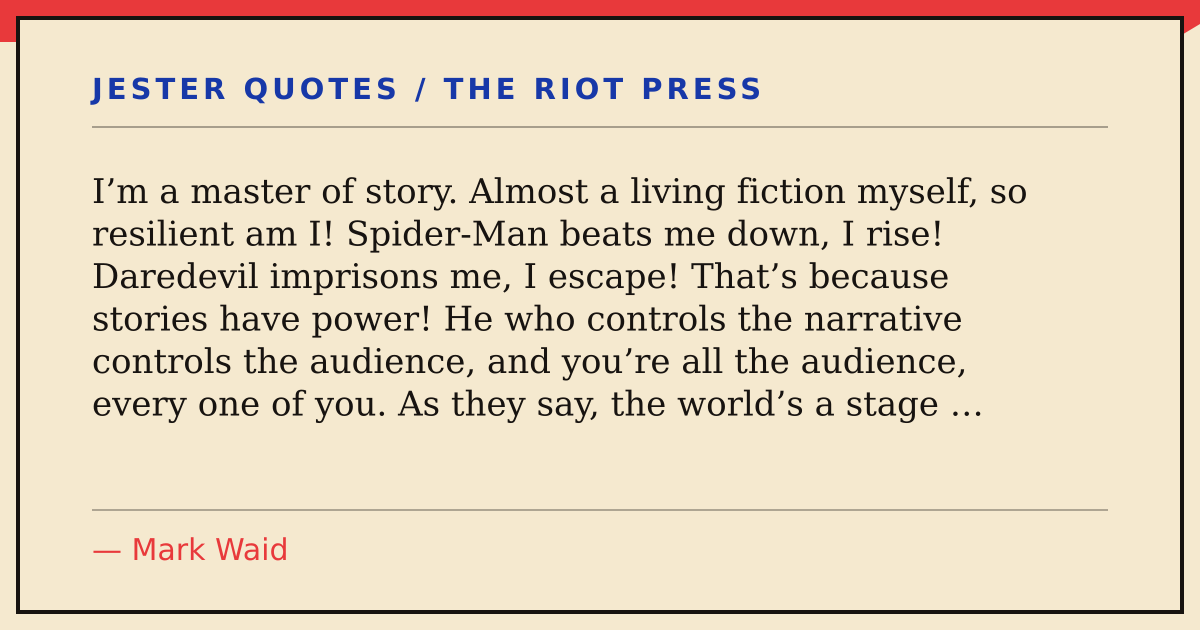 JESTER QUOTES / THE RIOT PRESS
I’m a master of story. Almost a living fiction myself, so
resilient am I! Spider-Man beats me down, I rise!
Daredevil imprisons me, I escape! That’s because
stories have power! He who controls the narrative
controls the audience, and you’re all the audience,
every one of you. As they say, the world’s a stage …
— Mark Waid